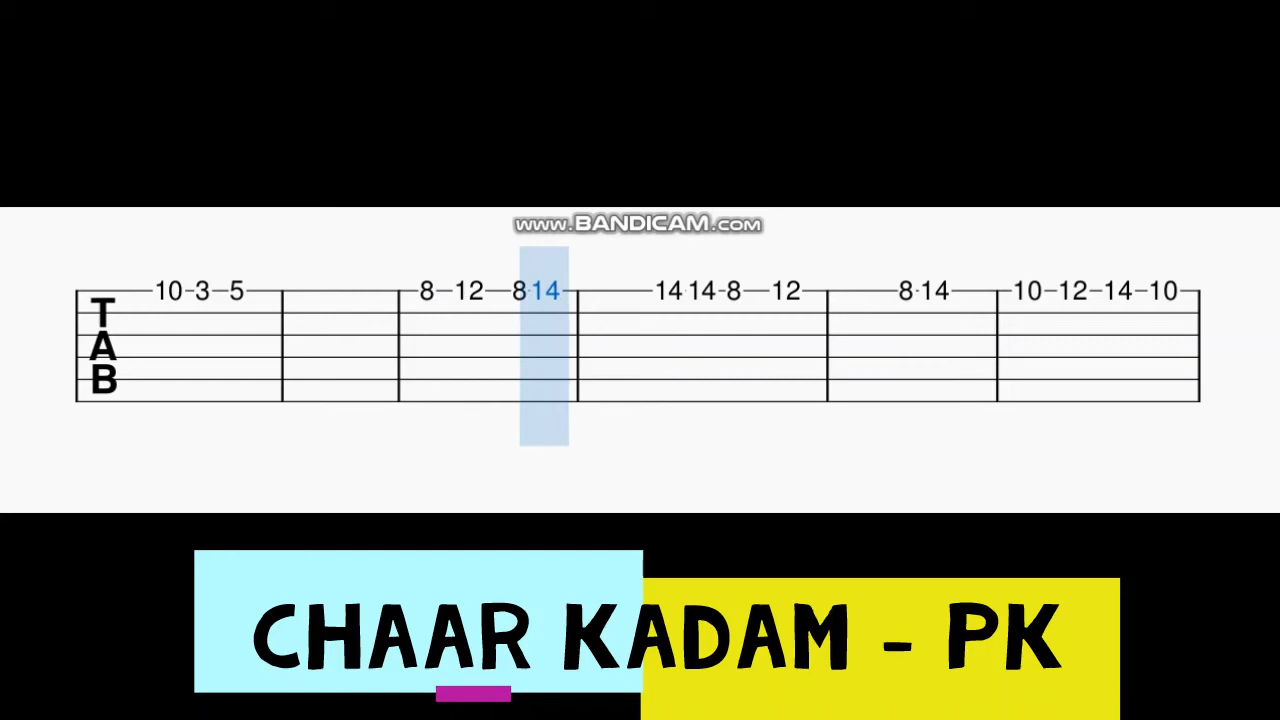 www.BANDICAM.com
10 3 5 8 12 8 14 14 14 8 12 8 14 10 12 14 10
T
A
B
CHAAR KADAM - PK